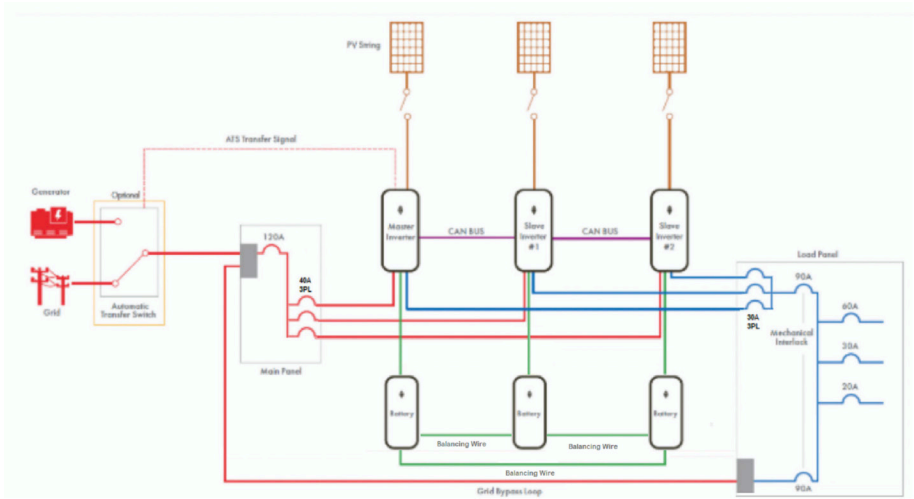 PV String
ATS Transfer Signal
Generator
Optional
Grid
Automatic
Transfer Switch
120A
40A
3PL
Main Panel
Master
Inverter
CAN BUS
Slave
Inverter
#1
CAN BUS
Slave
Inverter
#2
Load Panel
90A
60A
30A
3PL
Mechanical
Interlock
30A
20A
90A
Battery
Battery
Battery
Balancing Wire
Balancing Wire
Balancing Wire
Grid Bypass Loop